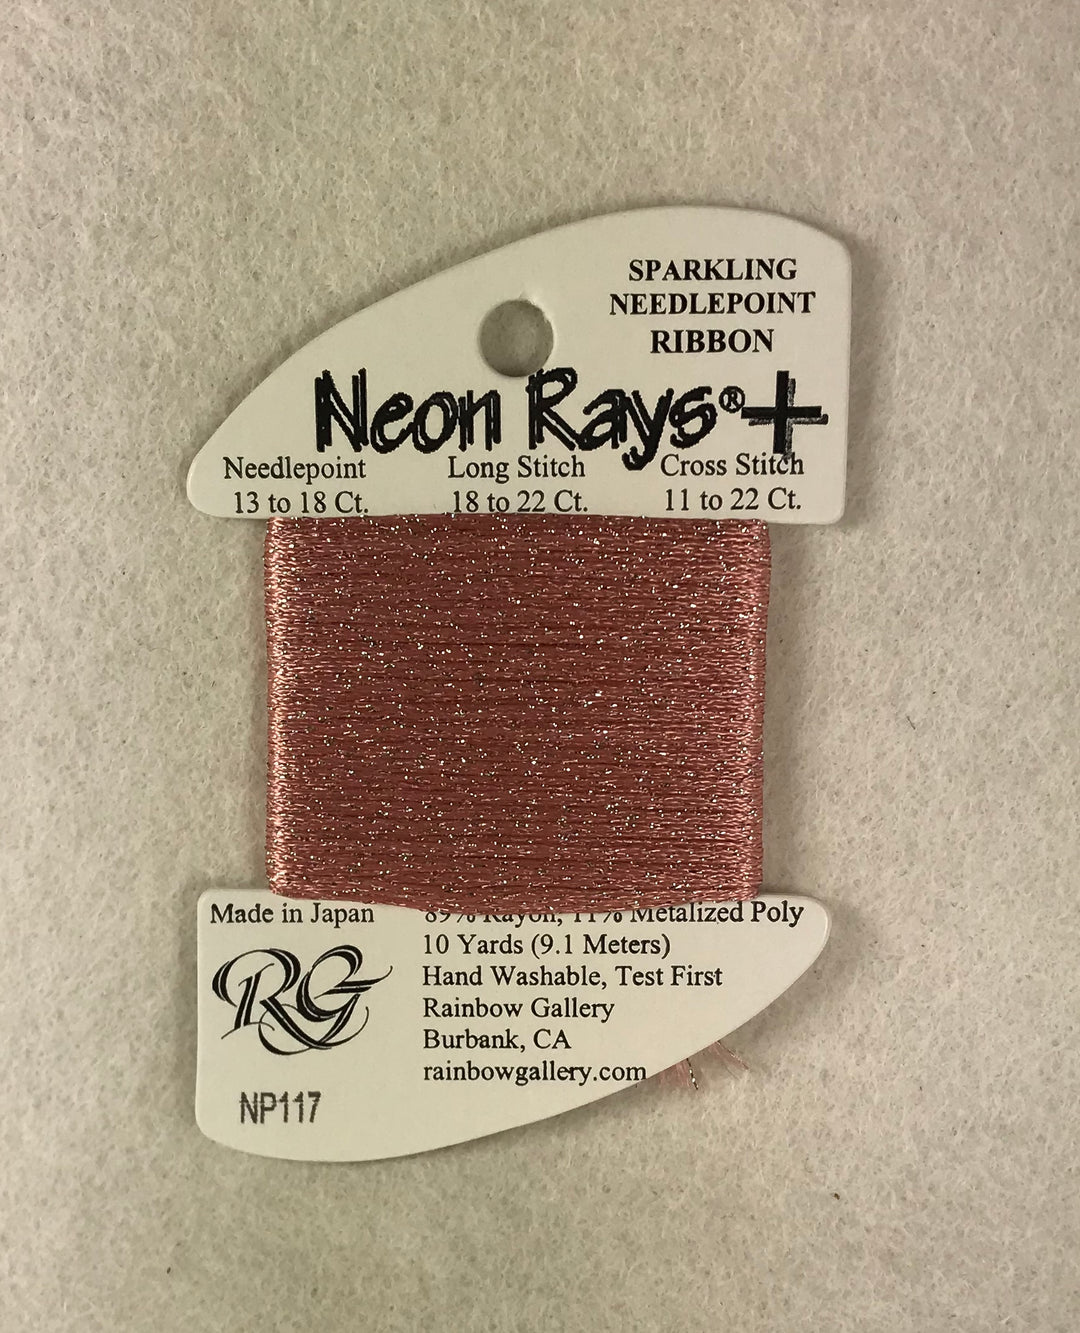 SPARKLING
NEEDLEPOINT
RIBBON
Neon Rays®+
Needlepoint Long Stitch Cross Stitch
13 to 18 Ct. 18 to 22 Ct. 11 to 22 Ct.
Made in Japan
89% Rayon, 11% Metalized Poly
10 Yards (9.1 Meters)
Hand Washable, Test First
Rainbow Gallery
Burbank, CA
rainbowgallery.com
RG
NP117